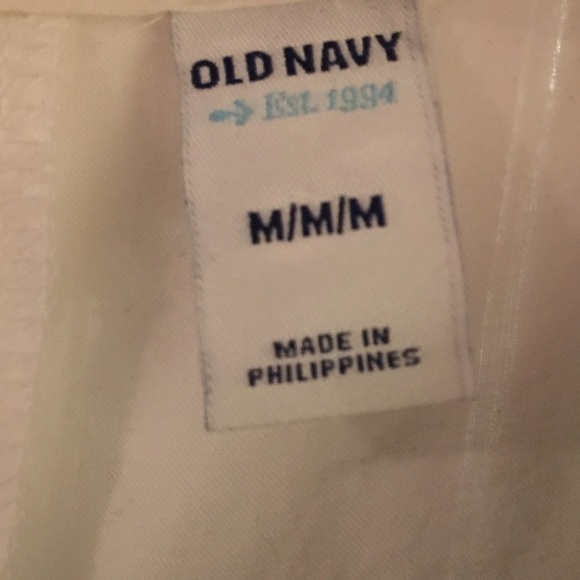 OLD NAVY
Est. 1994
M/M/M
MADE IN
PHILIPPINES